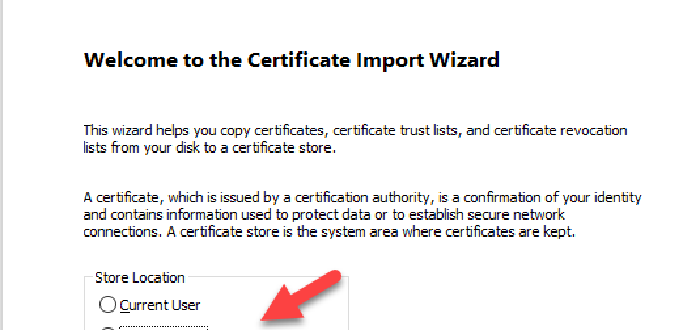 Welcome to the Certificate Import Wizard
This wizard helps you copy certificates, certificate trust lists, and certificate revocation
lists from your disk to a certificate store.
A certificate, which is issued by a certification authority, is a confirmation of your identity
and contains information used to protect data or to establish secure network
connections. A certificate store is the system area where certificates are kept.
Store Location
Current User